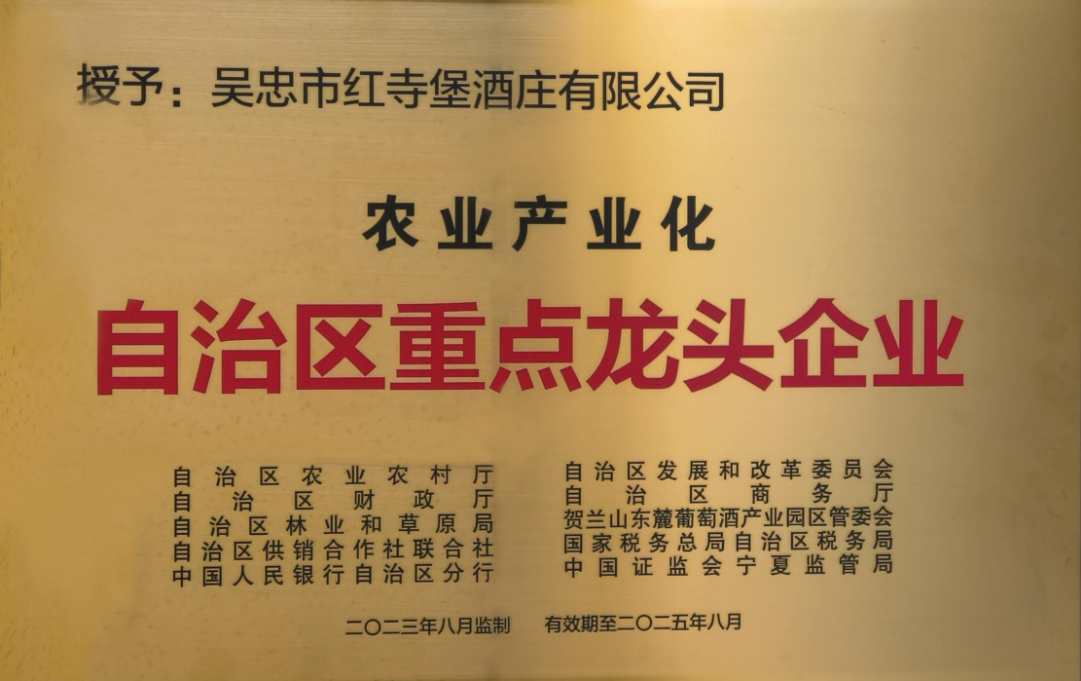 授予：吴忠市红寺堡酒庄有限公司
农业产业化
自治区重点龙头企业
自治区农业农村厅
自治区财政厅
自治区林业和草原局
自治区供销合作社联合社
中国人民银行自治区分行
自治区发展和改革委员会
自治区商务厅
贺兰山东麓葡萄酒产业园区管委会
国家税务总局自治区税务局
中国证监会宁夏监管局
二〇二三年八月监制 有效期至二〇二五年八月